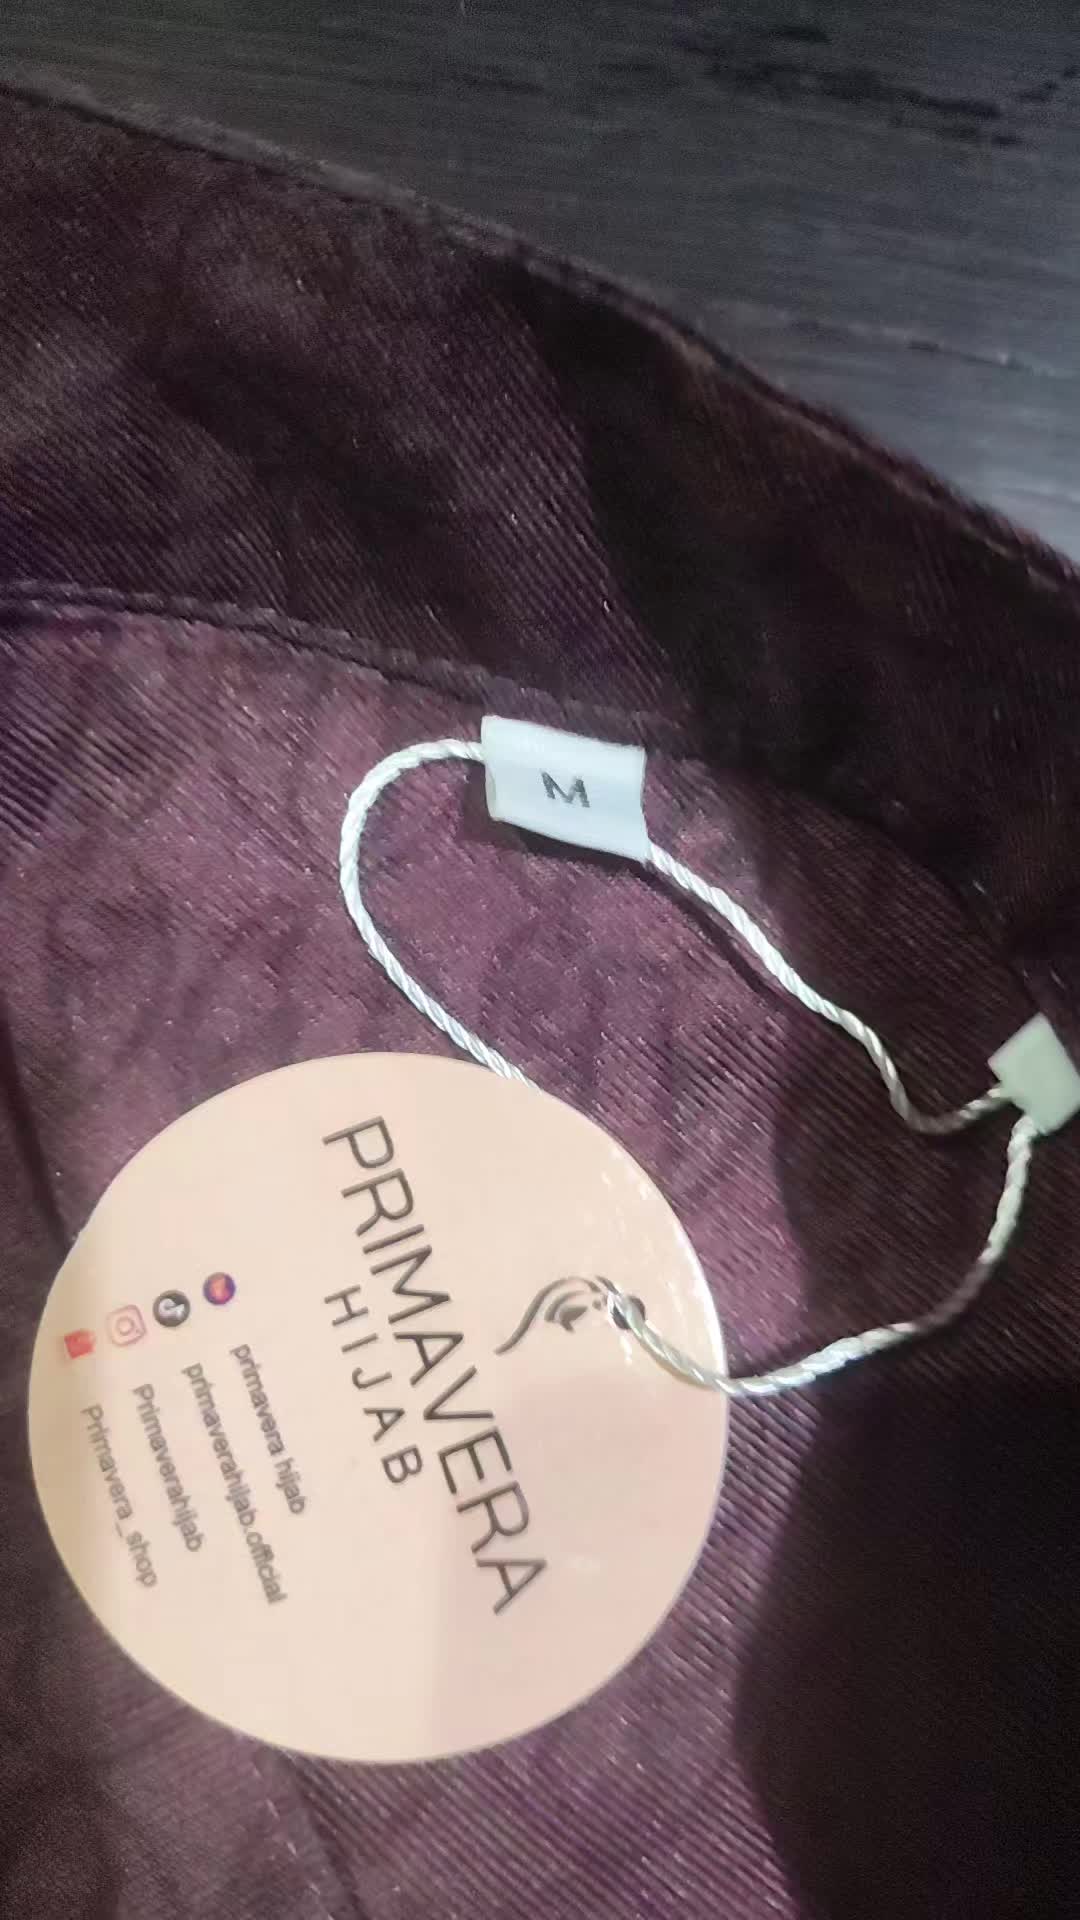 M
PRIMAVERA
HIJAB
primavera hijab
primaverahijab.official
Primaverahijab
Primavera_shop